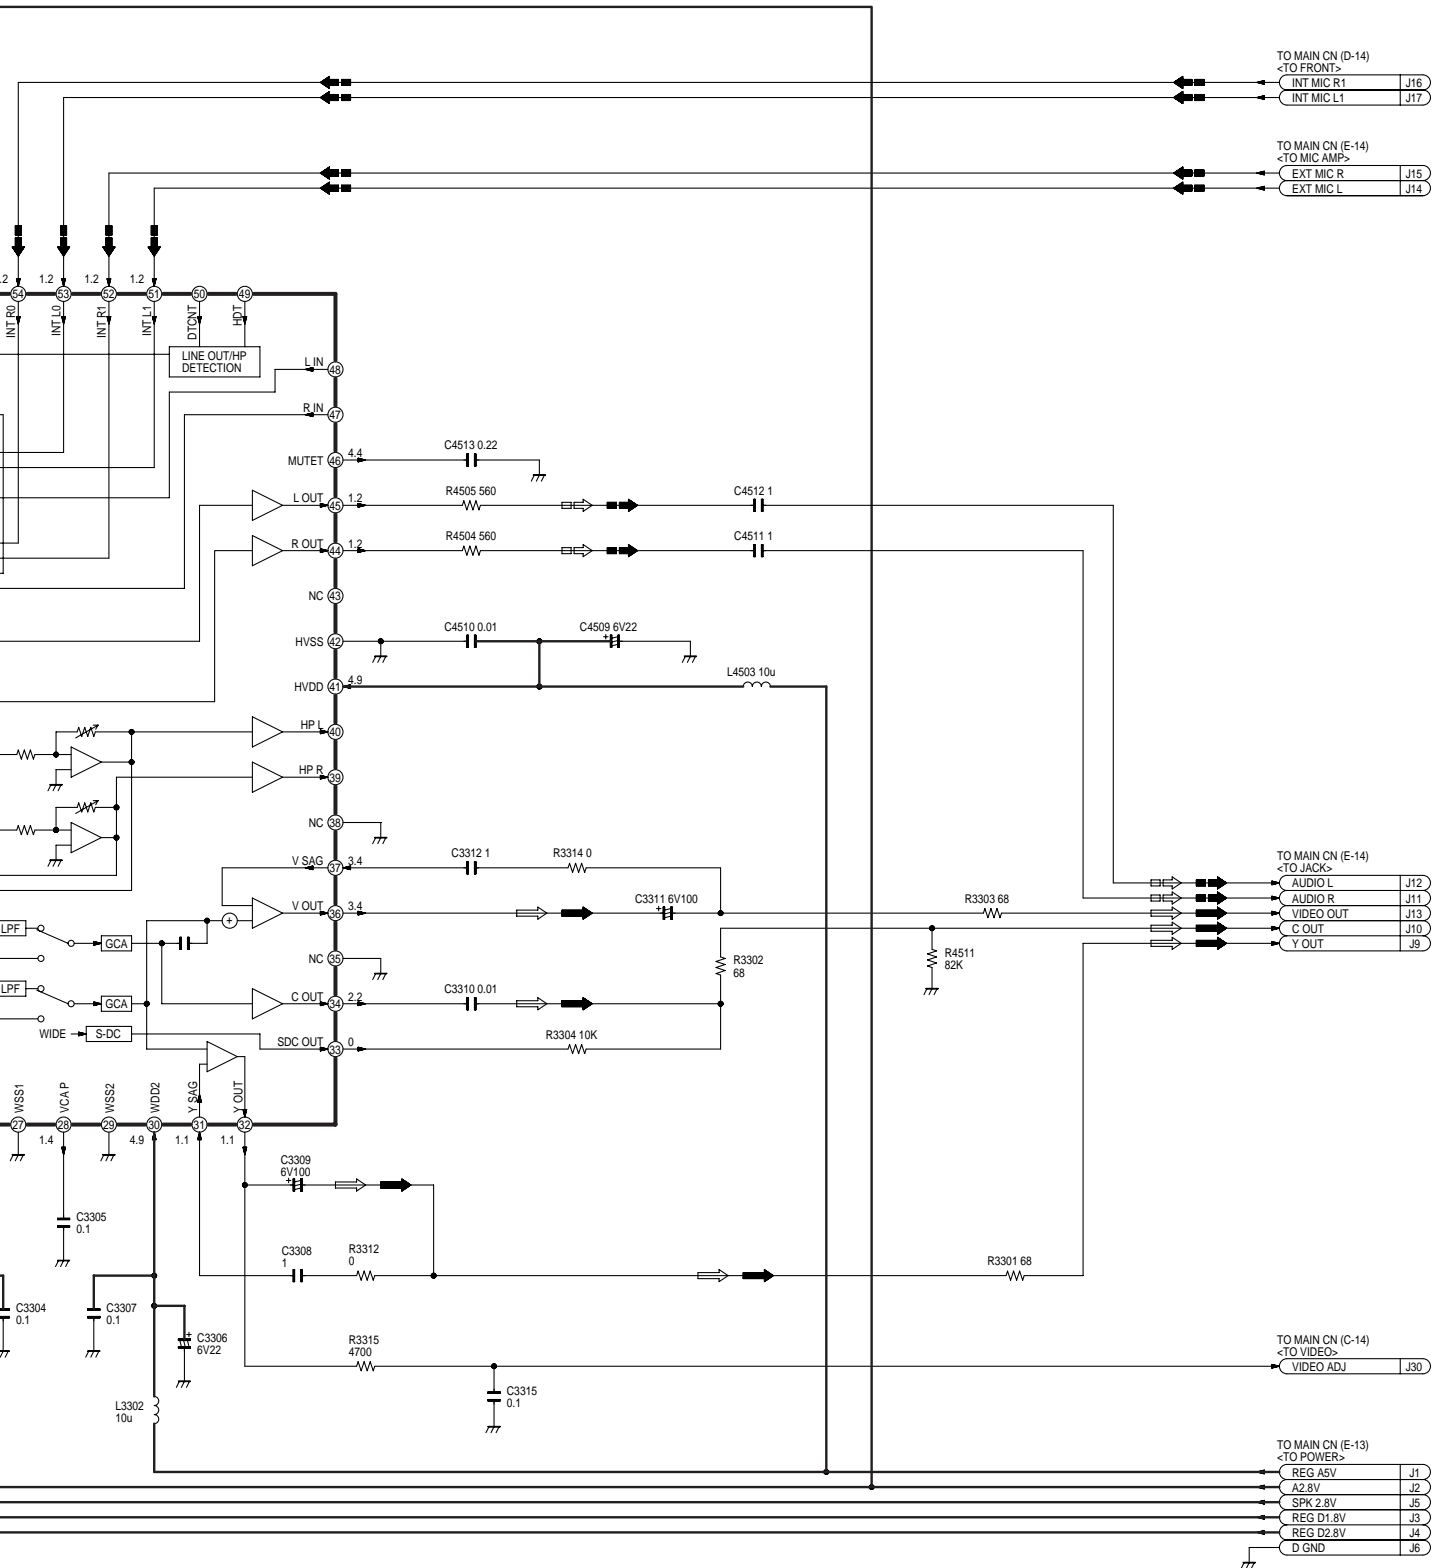 TO MAIN CN (D-14)
<TO FRONT>
INT MIC R1 J16
INT MIC L1 J17
TO MAIN CN (E-14)
<TO MIC AMP>
EXT MIC R J15
EXT MIC L J14
.2 1.2 1.2 1.2
54 53 52 51 50 49
INT R0
INT L0
INT R1
INT L1
DTCNT
HDT
LINE OUT/HP
DETECTION
L IN 48
R IN 47
MUTET 46 4.4
C4513 0.22
L OUT 45 1.2
R4505 560
C4512 1
R OUT 44 1.2
R4504 560
C4511 1
NC 43
HVSS 42
C4510 0.01
C4509 6V22
+
HVDD 41 4.9
L4503 10u
HP L 40
HP R 39
NC 38
V SAG 37 3.4
C3312 1
R3314 0
TO MAIN CN (E-14)
<TO JACK>
AUDIO L J12
AUDIO R J11
VIDEO OUT J13
C OUT J10
Y OUT J9
V OUT 36 3.4
C3311 6V100
+
R3303 68
LPF
GCA
+
NC 35
R3302
68
R4511
82K
LPF
GCA
C OUT 34 2.2
C3310 0.01
WIDE
S-DC
SDC OUT 33 0
R3304 10K
WSS1
VCAP
WSS2
WDD2
Y SAG
Y OUT
27 28 29 30 31 32
1.4 4.9 1.1 1.1
C3309
6V100
+
C3305
0.1
C3308
1
R3312
0
R3301 68
C3304
0.1
C3307
0.1
+
C3306
6V22
R3315
4700
TO MAIN CN (C-14)
<TO VIDEO>
VIDEO ADJ J30
C3315
0.1
L3302
10u
TO MAIN CN (E-13)
<TO POWER>
REG A5V J1
A2.8V J2
SPK 2.8V J5
REG D1.8V J3
REG D2.8V J4
D GND J6